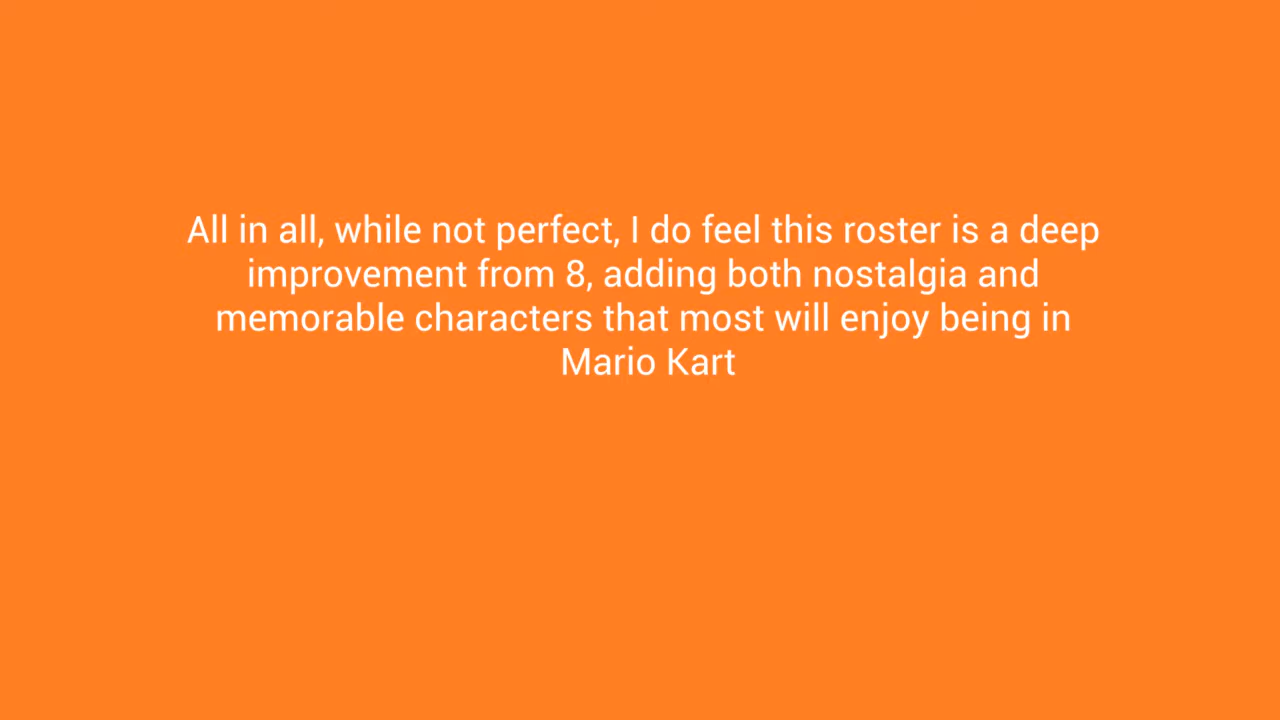 All in all, while not perfect, I do feel this roster is a deep
improvement from 8, adding both nostalgia and
memorable characters that most will enjoy being in
Mario Kart